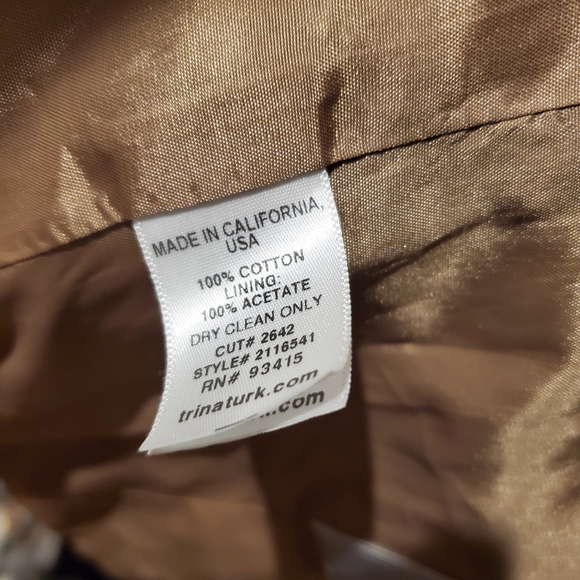 MADE IN CALIFORNIA,
USA
100% COTTON
LINING:
100% ACETATE
DRY CLEAN ONLY
CUT# 2642
STYLE# 2116541
RN# 93415
trinaturk.com
.com